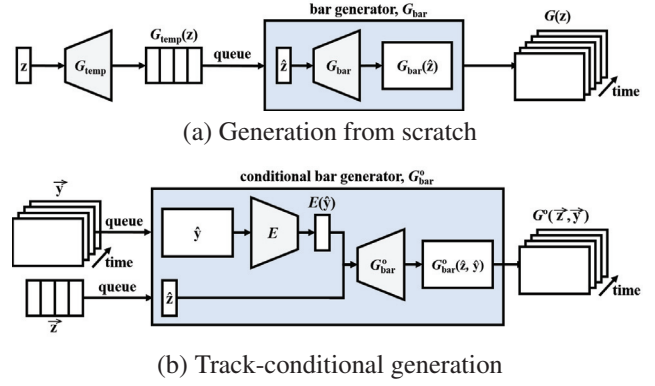 bar generator, G_bar
G(z)
G_temp(z)
queue
z
G_temp
ẑ
G_bar
G_bar(ẑ)
time
(a) Generation from scratch
conditional bar generator, G°_bar
y⃗
queue
ŷ
E
E(ŷ)
G°(z⃗, y⃗)
time
G°_bar
G°_bar(ẑ, ŷ)
queue
ẑ
time
z⃗
(b) Track-conditional generation